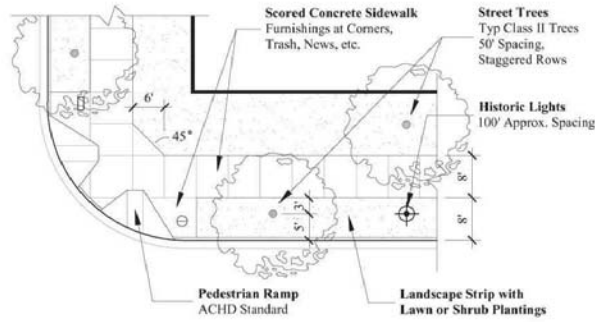 Scored Concrete Sidewalk
Furnishings at Corners,
Trash, News, etc.
Street Trees
Typ Class II Trees
50' Spacing,
Staggered Rows
Historic Lights
100' Approx. Spacing
6'
45°
8'
3'
5'
8'
Pedestrian Ramp
ACHD Standard
Landscape Strip with
Lawn or Shrub Plantings